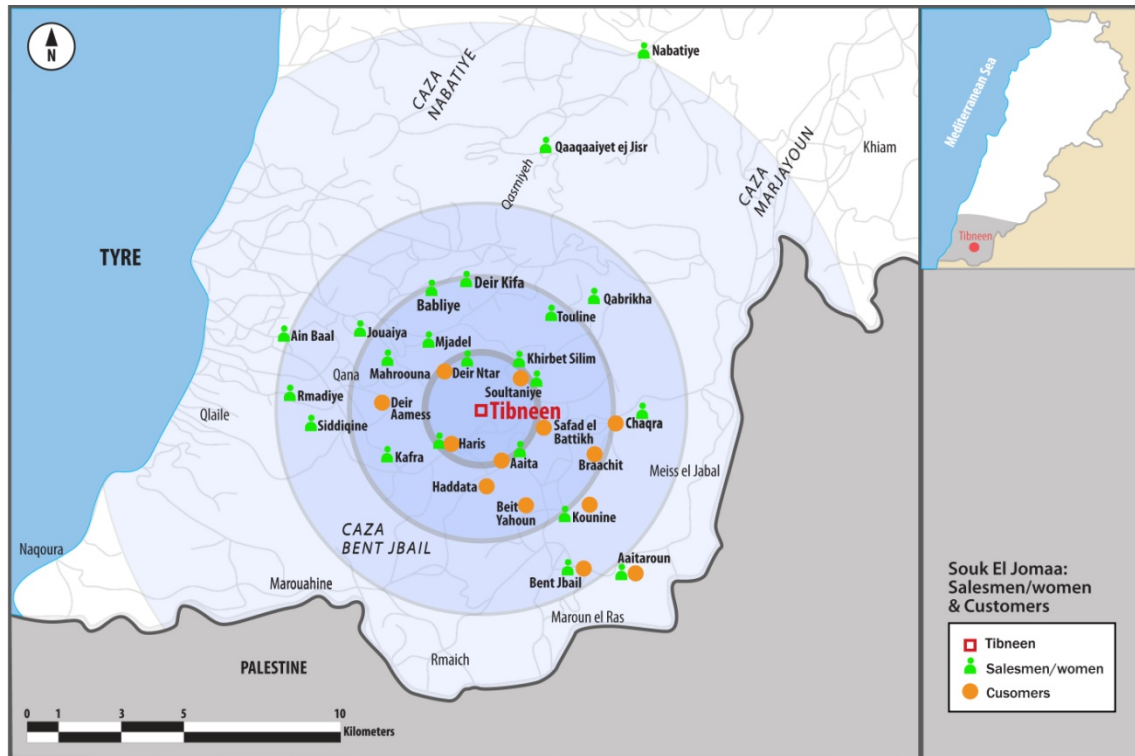 N
Nabatiye
CAZA
NABATIYE
Qaaqaaiyet ej Jisr
Khiam
Qasmiyeh
CAZA
MARJAYOUN
TYRE
Deir Kifa
Babliye
Qabrikha
Touline
Ain Baal
Jouaiya
Mjadel
Khirbet Silim
Mahroouna
Deir Ntar
Qana
Soultaniye
Rmadiye
Deir
Aamess
Tibneen
Qlaile
Siddiqine
Safad el
Battikh
Chaqra
Haris
Kafra
Aaita
Braachit
Meiss el Jabal
Haddata
Beit
Yahoun
Kounine
CAZA
BENT JBAIL
Naqoura
Aaitaroun
Marouahine
Bent Jbail
Maroun el Ras
Rmaich
PALESTINE
0 1 3 5 10
Kilometers
Mediterranean Sea
Tibneen
Souk El Jomaa:
Salesmen/women
& Customers
Tibneen
Salesmen/women
Cusomers